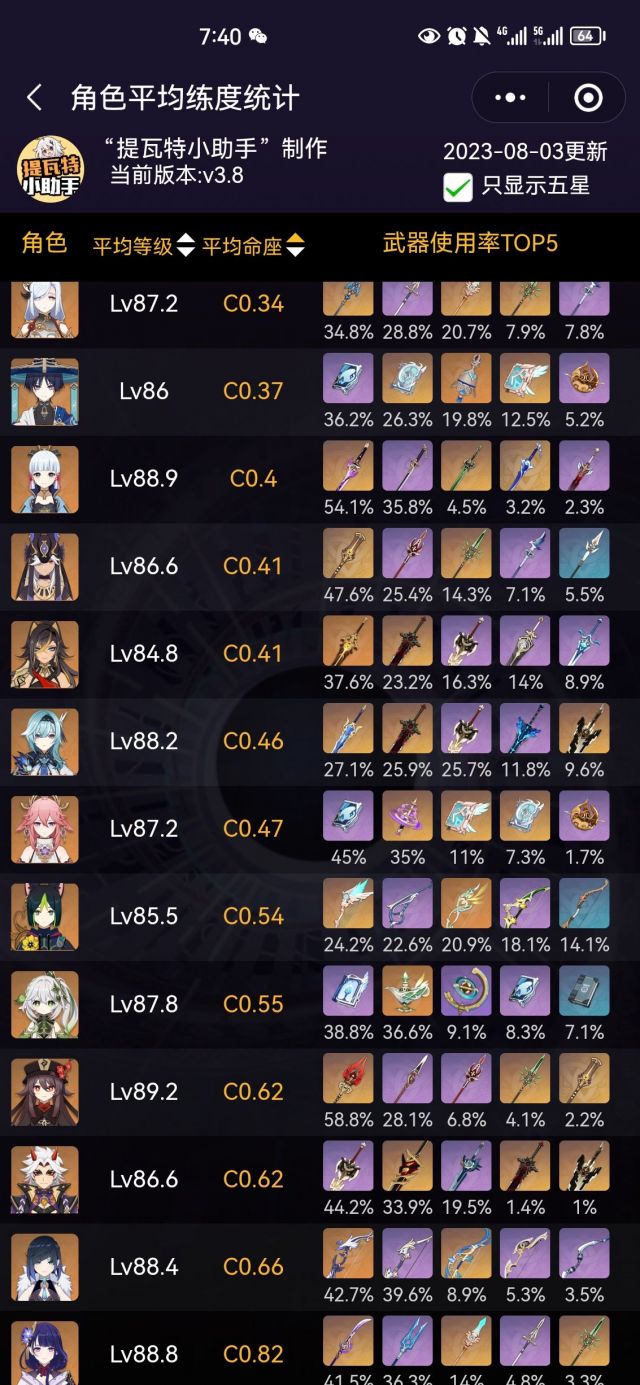 7:40
4G 5G 64
角色平均练度统计
提瓦特
小助手
“提瓦特小助手”制作
当前版本:v3.8
2023-08-03更新
只显示五星
角色 平均等级 平均命座 武器使用率TOP5
Lv87.2 C0.34
34.8% 28.8% 20.7% 7.9% 7.8%
Lv86 C0.37
36.2% 26.3% 19.8% 12.5% 5.2%
Lv88.9 C0.4
54.1% 35.8% 4.5% 3.2% 2.3%
Lv86.6 C0.41
47.6% 25.4% 14.3% 7.1% 5.5%
Lv84.8 C0.41
37.6% 23.2% 16.3% 14% 8.9%
Lv88.2 C0.46
27.1% 25.9% 25.7% 11.8% 9.6%
Lv87.2 C0.47
45% 35% 11% 7.3% 1.7%
Lv85.5 C0.54
24.2% 22.6% 20.9% 18.1% 14.1%
Lv87.8 C0.55
38.8% 36.6% 9.1% 8.3% 7.1%
Lv89.2 C0.62
58.8% 28.1% 6.8% 4.1% 2.2%
Lv86.6 C0.62
44.2% 33.9% 19.5% 1.4% 1%
Lv88.4 C0.66
42.7% 39.6% 8.9% 5.3% 3.5%
Lv88.8 C0.82
41.5% 36.3% 14% 4.8% 3.3%